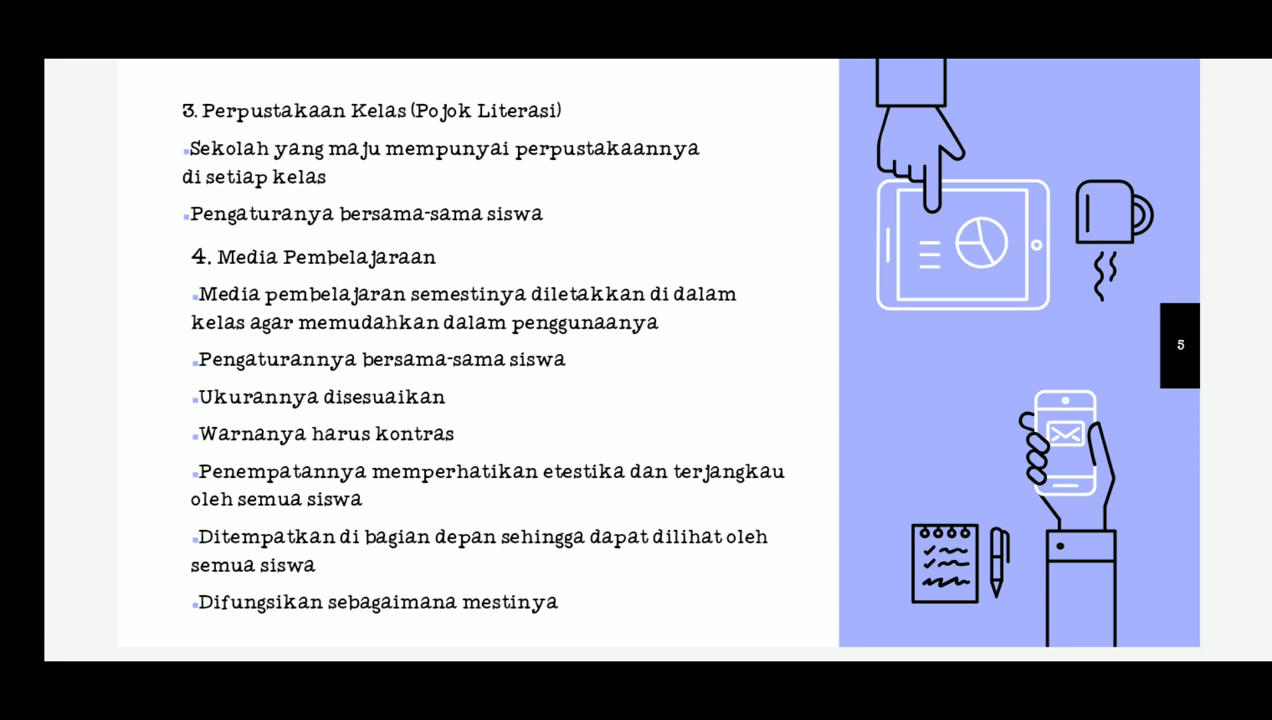 3. Perpustakaan Kelas (Pojok Literasi)
▪Sekolah yang maju mempunyai perpustakaannya
di setiap kelas
▪Pengaturanya bersama-sama siswa
4. Media Pembelajaraan
▪Media pembelajaran semestinya diletakkan di dalam
kelas agar memudahkan dalam penggunaanya
▪Pengaturannya bersama-sama siswa
▪Ukurannya disesuaikan
▪Warnanya harus kontras
▪Penempatannya memperhatikan etestika dan terjangkau
oleh semua siswa
▪Ditempatkan di bagian depan sehingga dapat dilihat oleh
semua siswa
▪Difungsikan sebagaimana mestinya
5